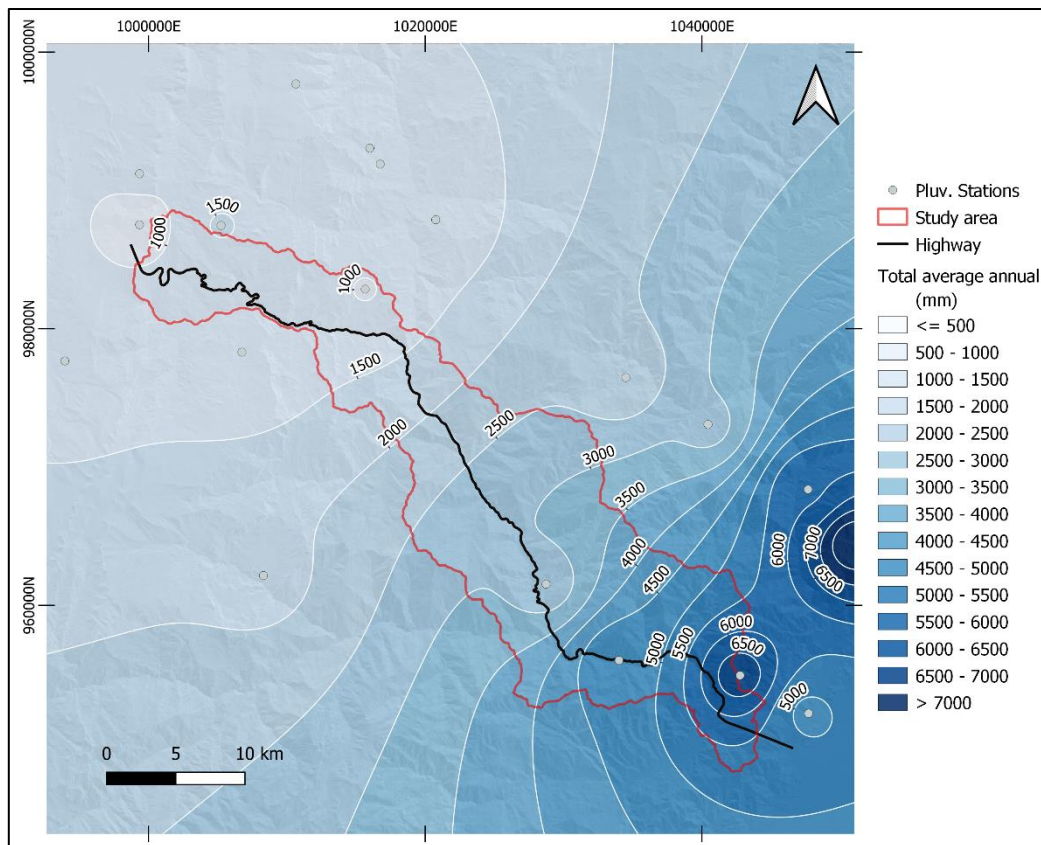 1000000E
1020000E
1040000E
1000000N
980000N
960000N
1500
1000
1000
1500
2000
2500
3000
3500
4000
4500
5000
5500
6000
6500
6000
7000
6500
5000
0 5 10 km
Pluv. Stations
Study area
Highway
Total average annual
(mm)
<= 500
500 - 1000
1000 - 1500
1500 - 2000
2000 - 2500
2500 - 3000
3000 - 3500
3500 - 4000
4000 - 4500
4500 - 5000
5000 - 5500
5500 - 6000
6000 - 6500
6500 - 7000
> 7000